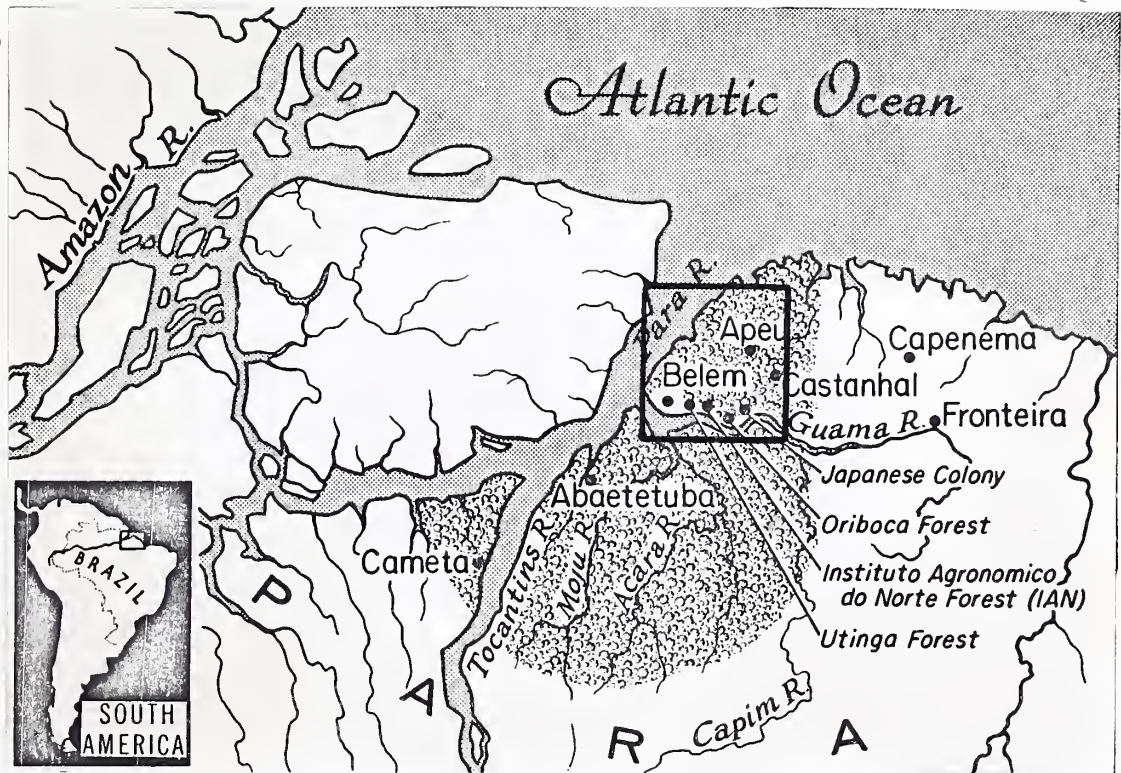 Atlantic Ocean
Amazon R.
Para R.
Apeu
Capenema
Belem
Castanhal
Guama R.
Fronteira
Japanese Colony
Abaetetuba
Oriboca Forest
Cameta
Tocantins R.
Moju R.
Acara R.
Instituto Agronomico
do Norte Forest (IAN)
Utinga Forest
BRAZIL
Capim R.
P A R A
SOUTH
AMERICA